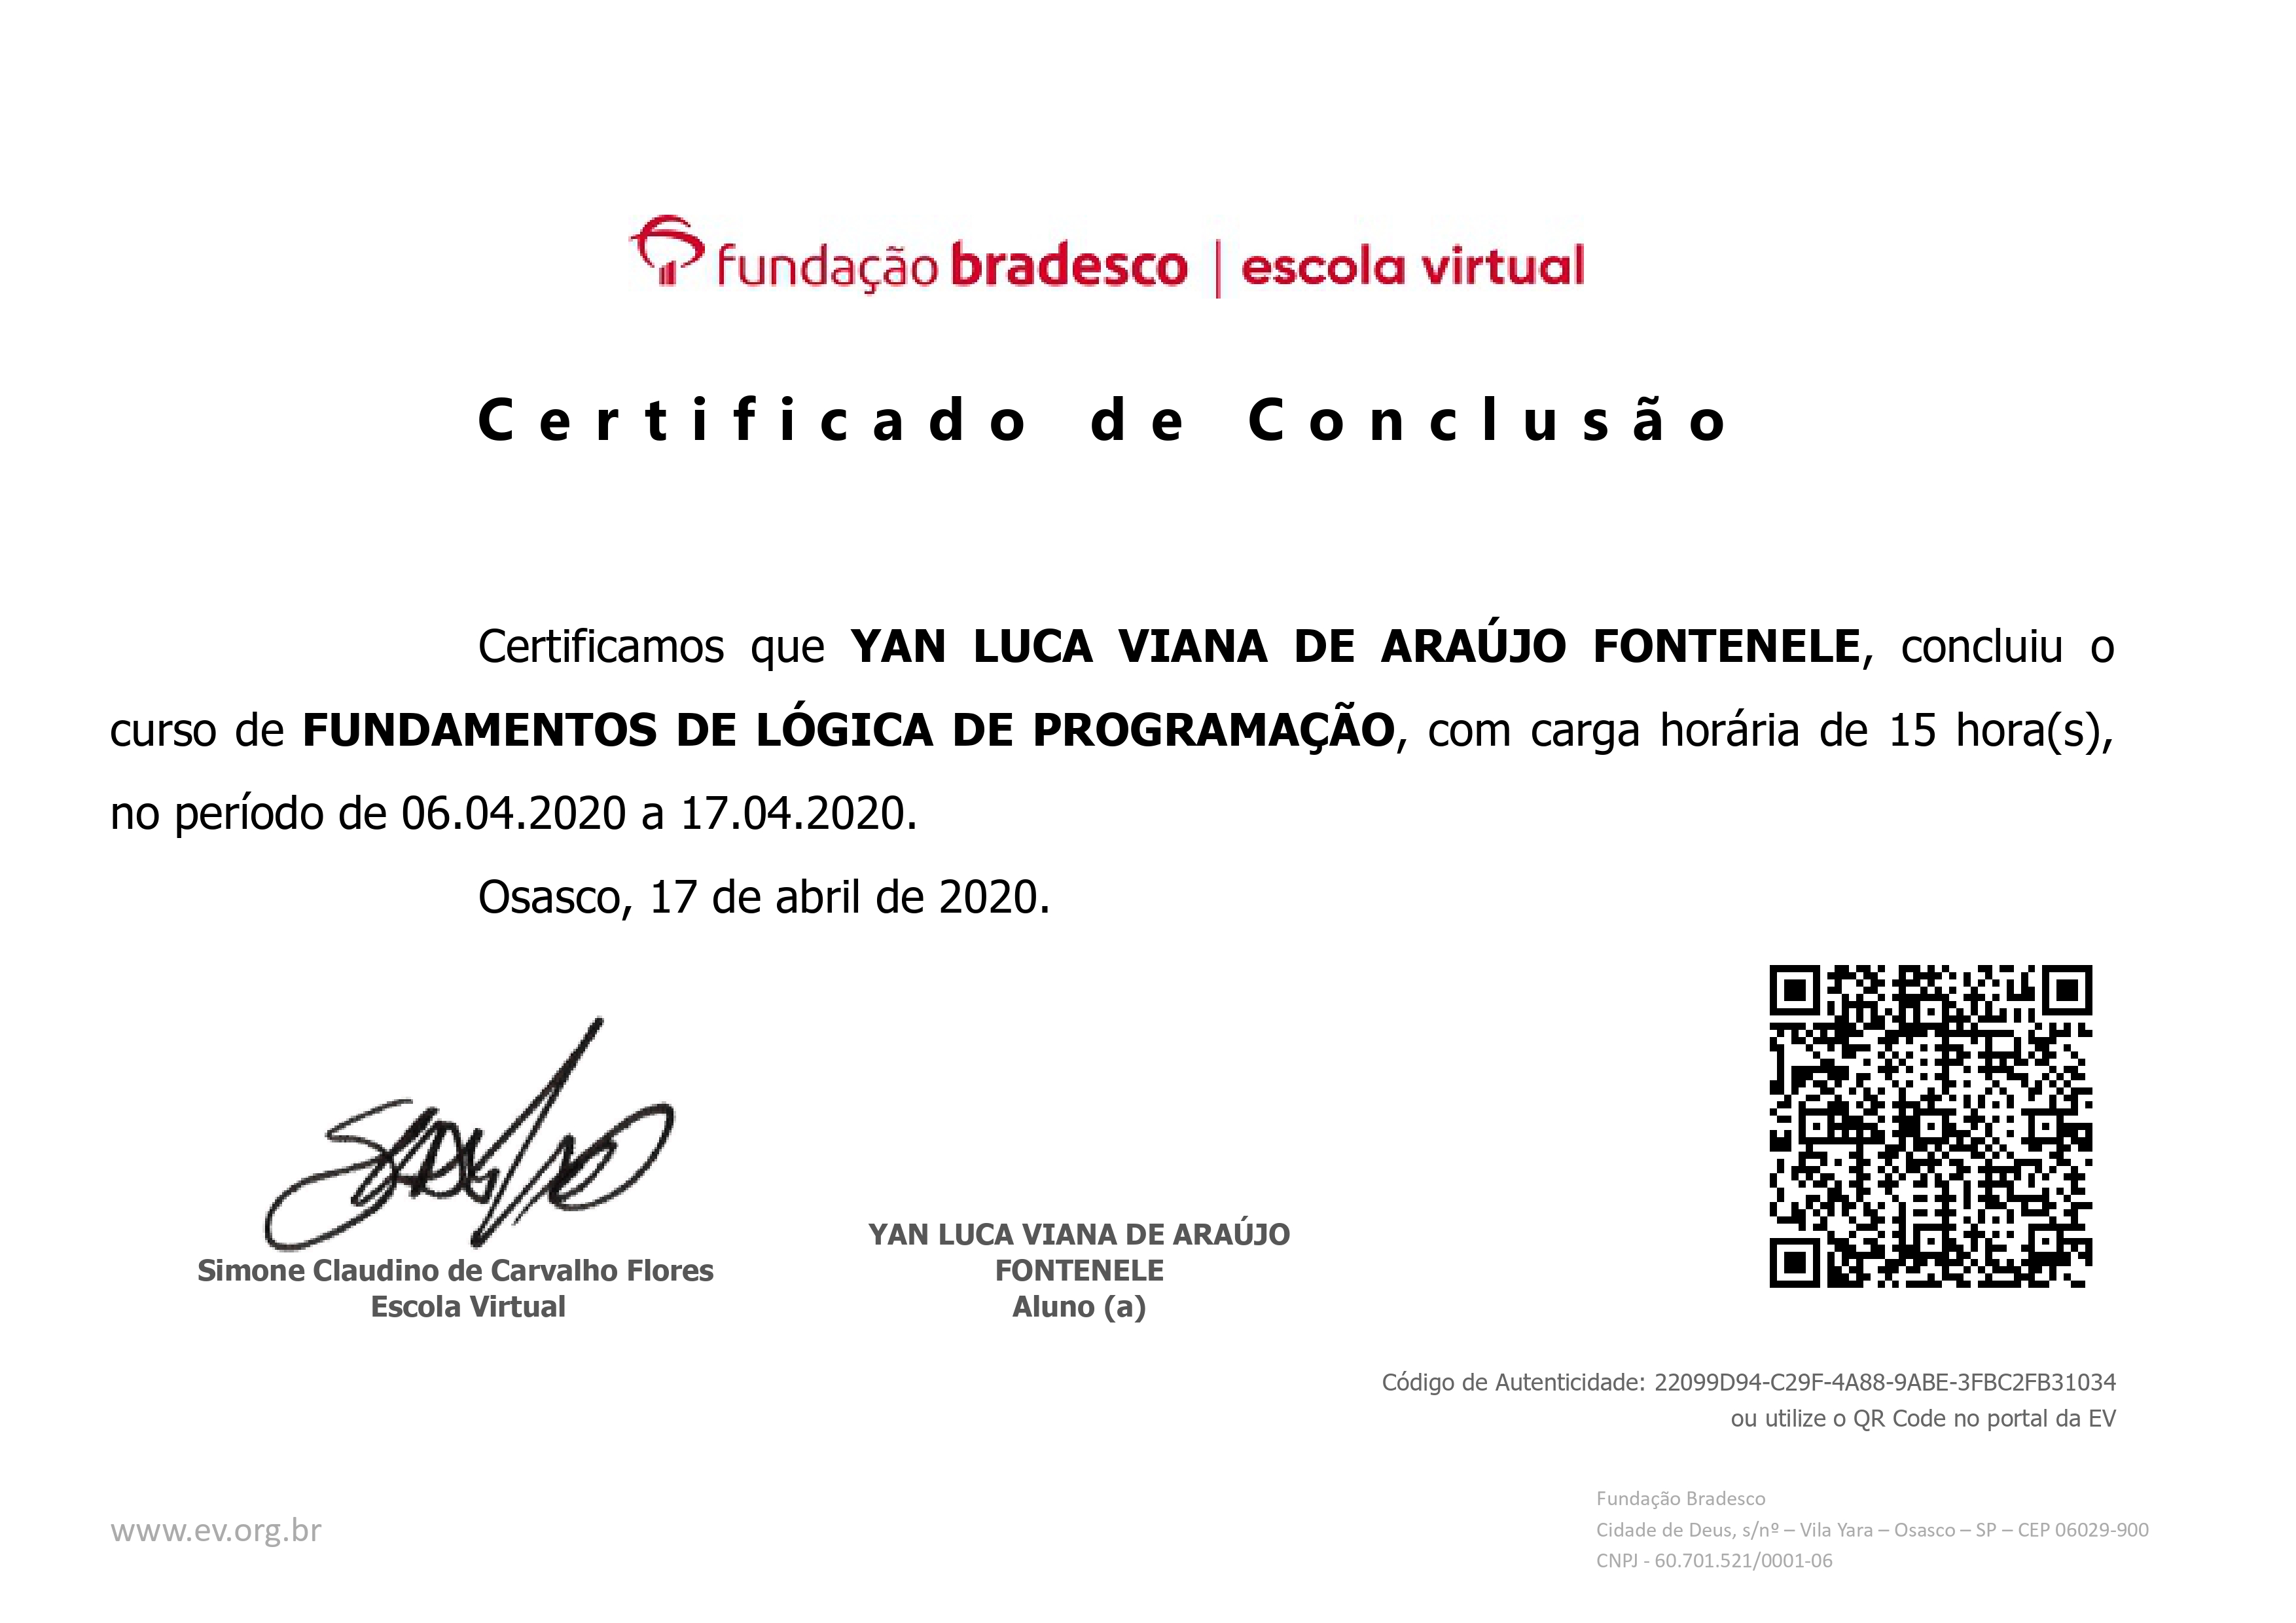 fundação bradesco | escola virtual
Certificado de Conclusão
Certificamos que YAN LUCA VIANA DE ARAÚJO FONTENELE, concluiu o
curso de FUNDAMENTOS DE LÓGICA DE PROGRAMAÇÃO, com carga horária de 15 hora(s),
no período de 06.04.2020 a 17.04.2020.
Osasco, 17 de abril de 2020.
Simone Claudino de Carvalho Flores
Escola Virtual
YAN LUCA VIANA DE ARAÚJO
FONTENELE
Aluno (a)
Código de Autenticidade: 22099D94-C29F-4A88-9ABE-3FBC2FB31034
ou utilize o QR Code no portal da EV
www.ev.org.br
Fundação Bradesco
Cidade de Deus, s/nº – Vila Yara – Osasco – SP – CEP 06029-900
CNPJ - 60.701.521/0001-06